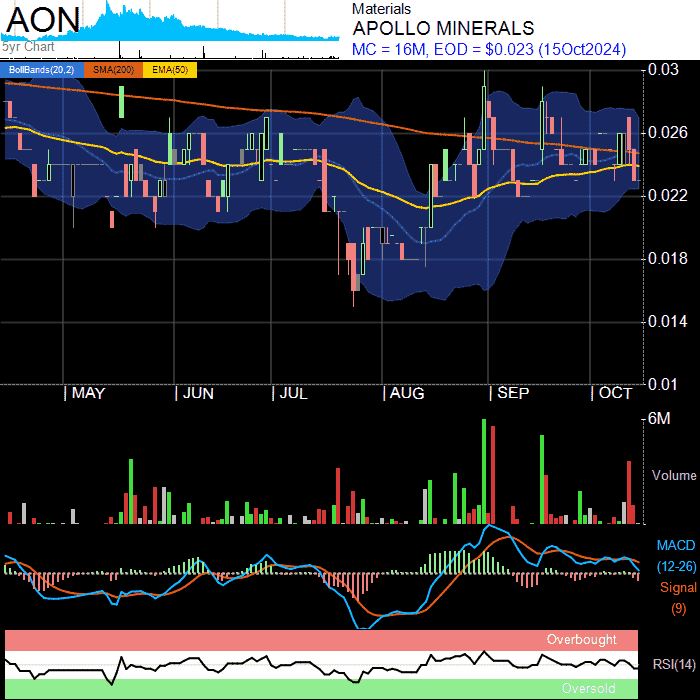 AON
5yr Chart
Materials
APOLLO MINERALS
MC = 16M, EOD = $0.023 (15Oct2024)
BollBands(20,2) SMA(200) EMA(50)
0.03
0.026
0.022
0.018
0.014
0.01
| MAY | JUN | JUL | AUG | SEP | OCT
6M
Volume
MACD
(12-26)
Signal
(9)
Overbought
RSI(14)
Oversold